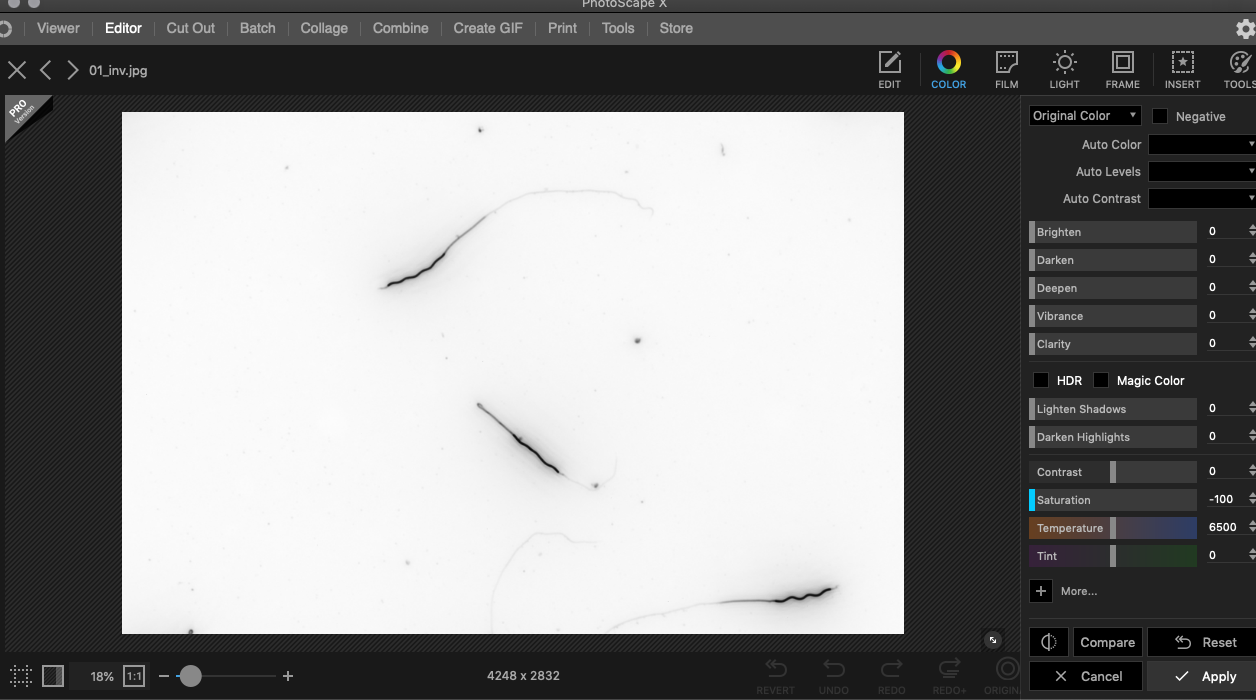 PhotoScape X
Viewer Editor Cut Out Batch Collage Combine Create GIF Print Tools Store
01_inv.jpg
EDIT COLOR FILM LIGHT FRAME INSERT TOOLS
PRO
Version
Original Color Negative
Auto Color
Auto Levels
Auto Contrast
Brighten 0
Darken 0
Deepen 0
Vibrance 0
Clarity 0
HDR Magic Color
Lighten Shadows 0
Darken Highlights 0
Contrast 0
Saturation -100
Temperature 6500
Tint 0
+ More...
Compare Reset
18% 1:1 4248 x 2832 Cancel Apply
REVERT UNDO REDO REDO+ ORIGIN